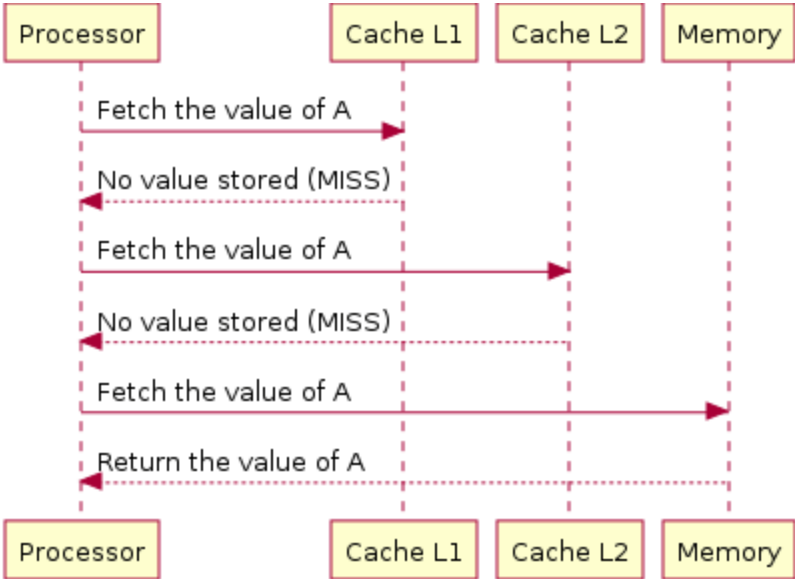 Processor Cache L1 Cache L2 Memory
Fetch the value of A
No value stored (MISS)
Fetch the value of A
No value stored (MISS)
Fetch the value of A
Return the value of A
Processor Cache L1 Cache L2 Memory